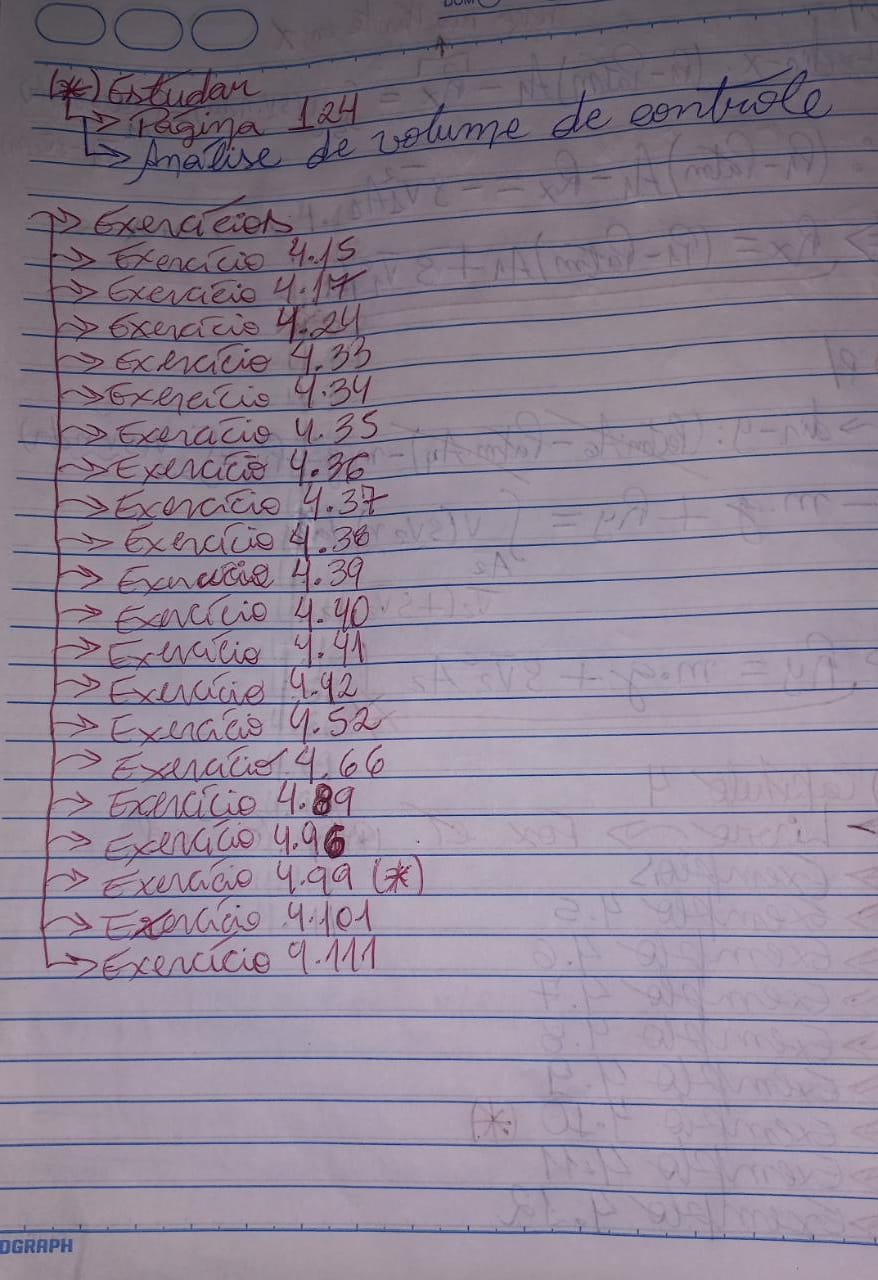 (*) Estudar
→ Página 124
→ Análise de volume de controle
→ Exercícios
→ Exercício 4.15
→ Exercício 4.17
→ Exercício 4.24
→ Exercício 4.33
→ Exercício 4.34
→ Exercício 4.35
→ Exercício 4.36
→ Exercício 4.37
→ Exercício 4.38
→ Exercício 4.39
→ Exercício 4.40
→ Exercício 4.41
→ Exercício 4.42
→ Exercício 4.52
→ Exercício 4.66
→ Exercício 4.89
→ Exercício 4.96
→ Exercício 4.99 (*)
→ Exercício 4.101
→ Exercício 4.111
OGRAPH